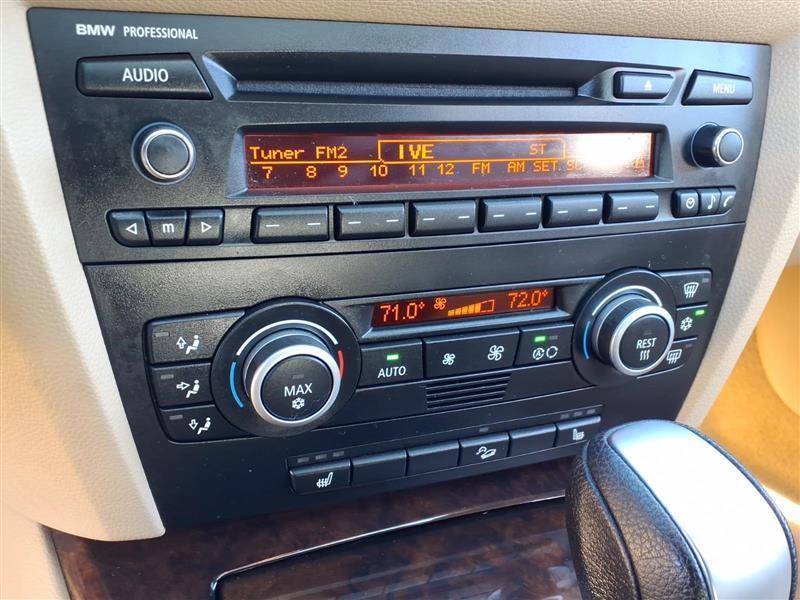 BMW PROFESSIONAL
AUDIO
MENU
Tuner FM2 IVE ST
7 8 9 10 11 12 FM AM SET
m
71.0° 72.0°
AUTO
A
MAX
REST